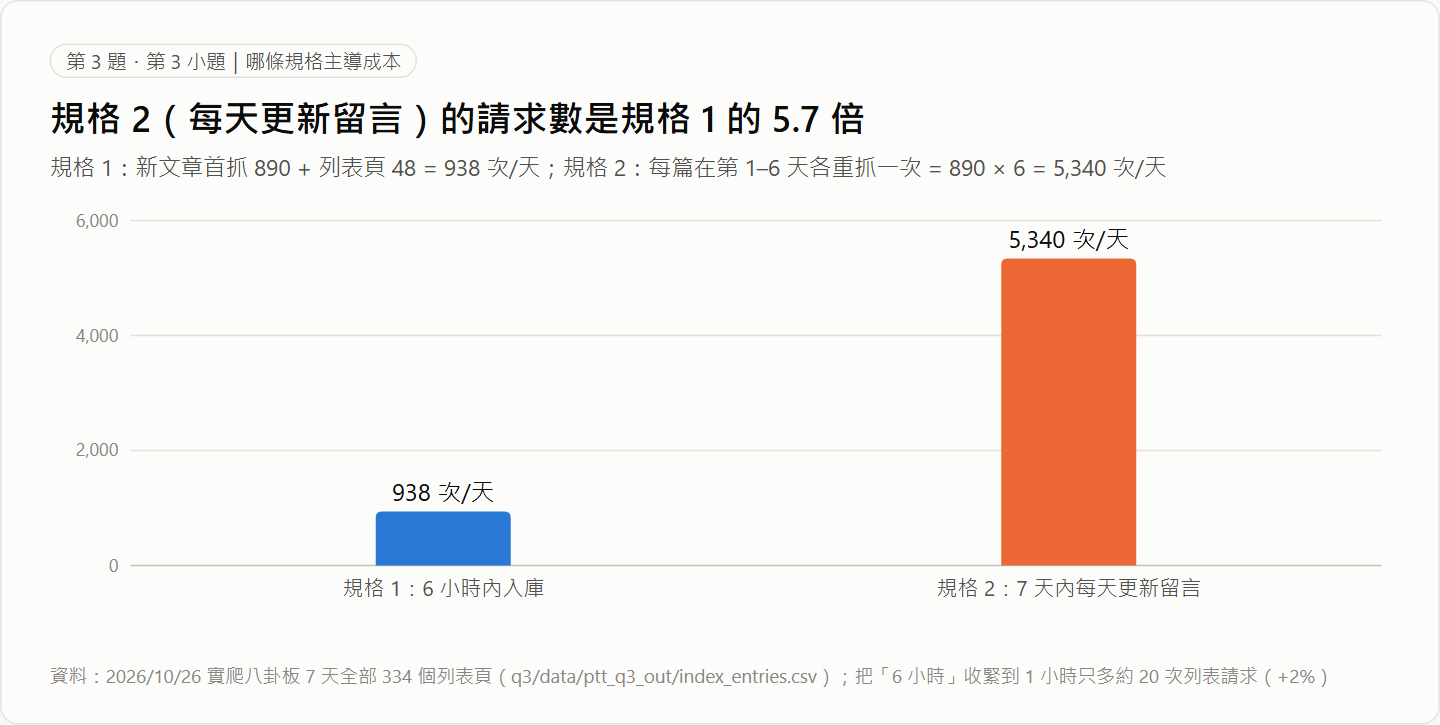 第 3 題 · 第 3 小題 | 哪條規格主導成本
規格 2（每天更新留言）的請求數是規格 1 的 5.7 倍
規格 1：新文章首抓 890 + 列表頁 48 = 938 次/天；規格 2：每篇在第 1–6 天各重抓一次 = 890 × 6 = 5,340 次/天
6,000
5,340 次/天
4,000
2,000
938 次/天
0
規格 1：6 小時內入庫
規格 2：7 天內每天更新留言
資料：2026/10/26 實爬八卦板 7 天全部 334 個列表頁（q3/data/ptt_q3_out/index_entries.csv）；把「6 小時」收緊到 1 小時只多約 20 次列表請求（+2%）